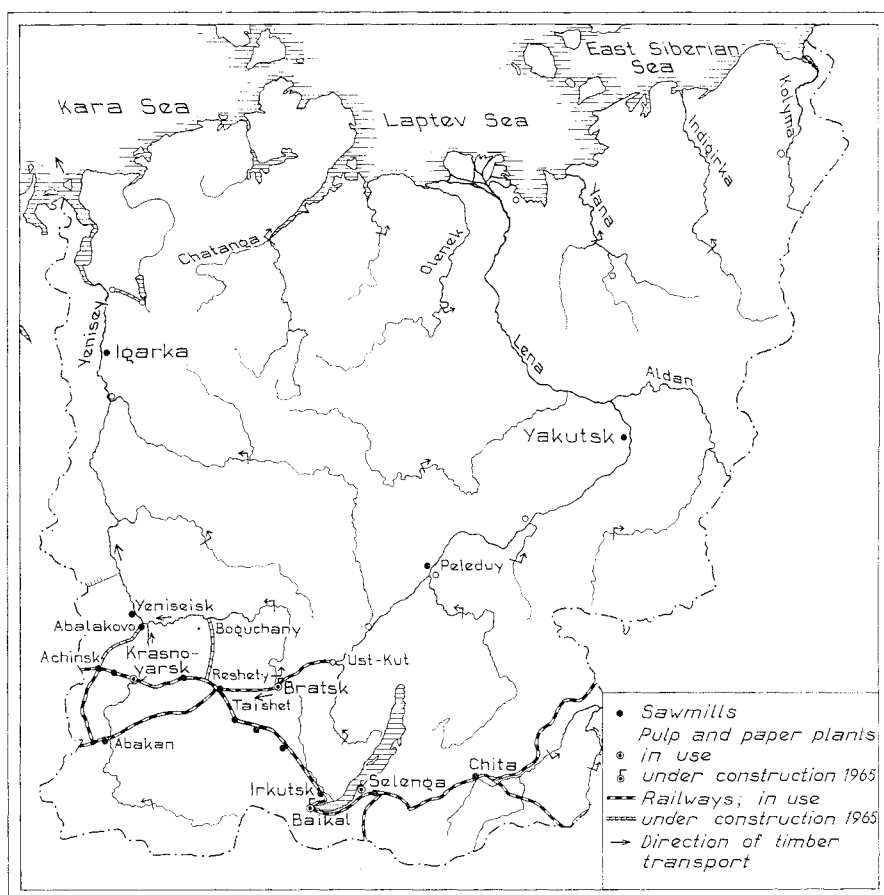 East Siberian
Sea
Kara Sea
Laptev Sea
Kolyma
Indigirka
Yana
Chatanga
Olenek
Yenisey
Igarka
Lena
Aldan
Yakutsk
Peleduy
Yeniseisk
Abalakovo
Boguchany
Achinsk
Krasno-
yarsk
Reshety
Ust-Kut
Bratsk
Taishet
Abakan
Chita
Irkutsk
Selenga
Baikal
Sawmills
Pulp and paper plants
in use
under construction 1965
Railways; in use
under construction 1965
Direction of timber
transport